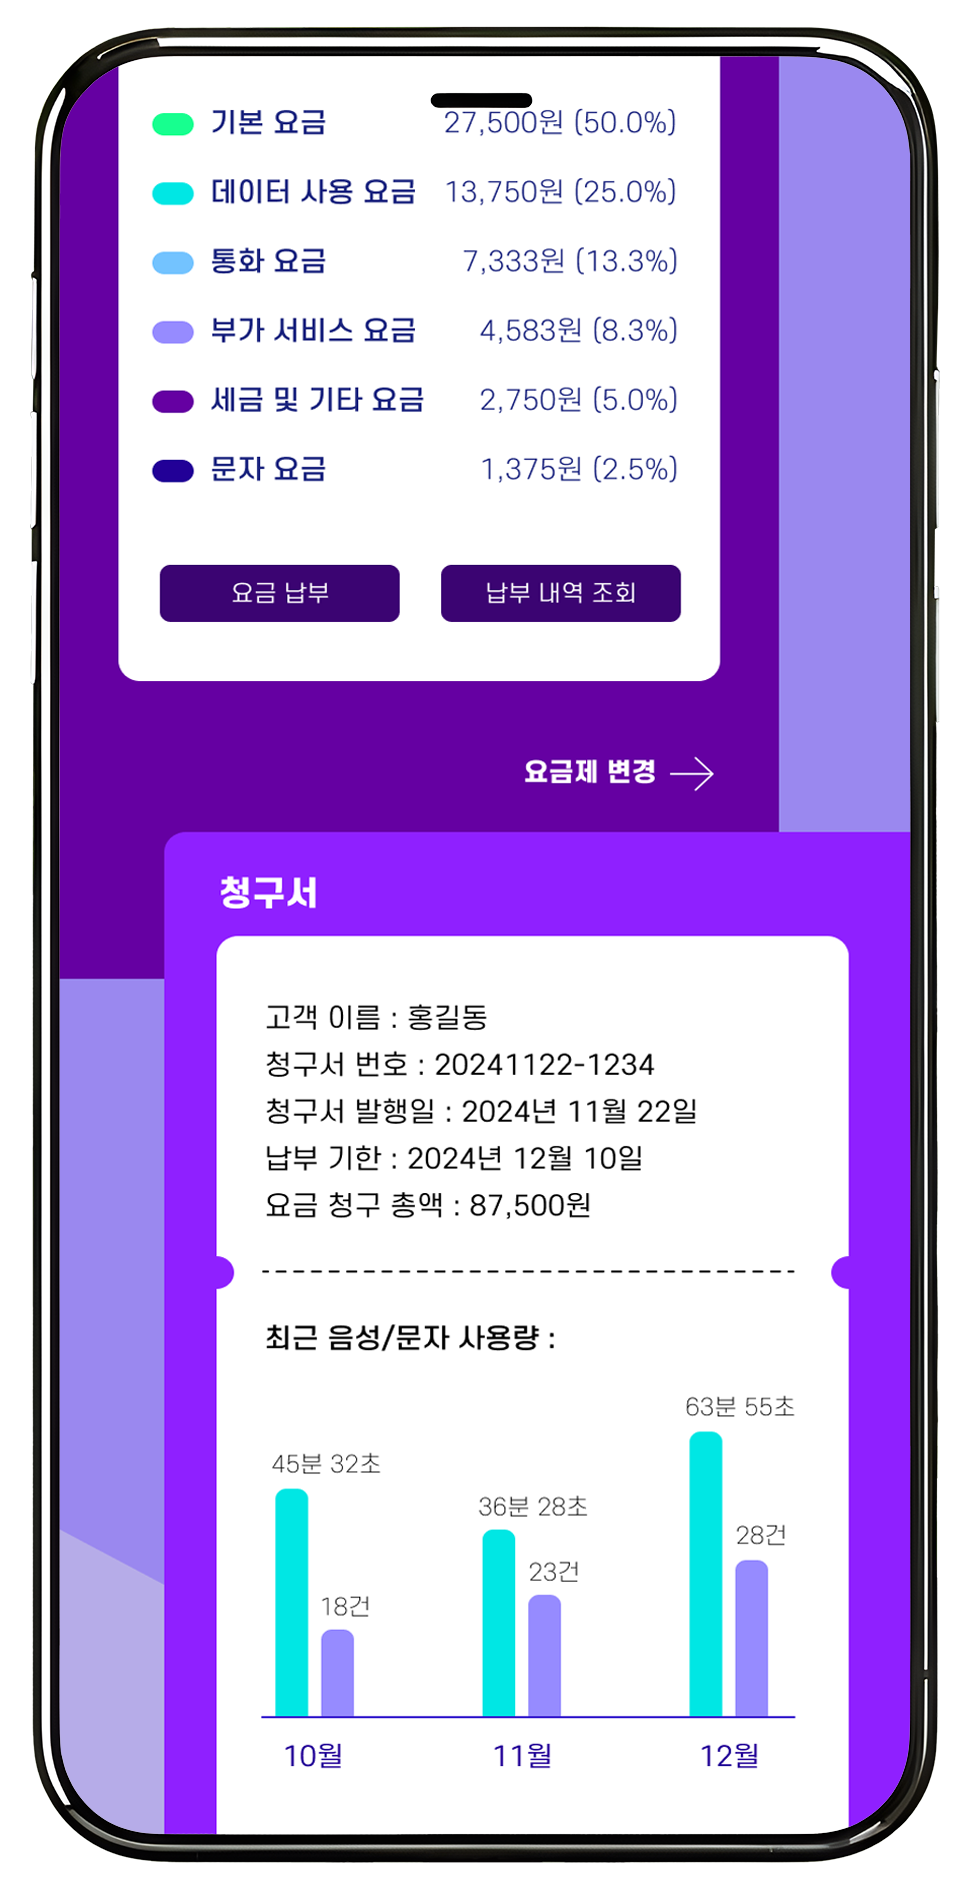 기본 요금 27,500원 (50.0%)
데이터 사용 요금 13,750원 (25.0%)
통화 요금 7,333원 (13.3%)
부가 서비스 요금 4,583원 (8.3%)
세금 및 기타 요금 2,750원 (5.0%)
문자 요금 1,375원 (2.5%)
요금 납부 납부 내역 조회
요금제 변경
청구서
고객 이름 : 홍길동
청구서 번호 : 20241122-1234
청구서 발행일 : 2024년 11월 22일
납부 기한 : 2024년 12월 10일
요금 청구 총액 : 87,500원
최근 음성/문자 사용량 :
63분 55초
45분 32초
36분 28초
28건
23건
18건
10월 11월 12월